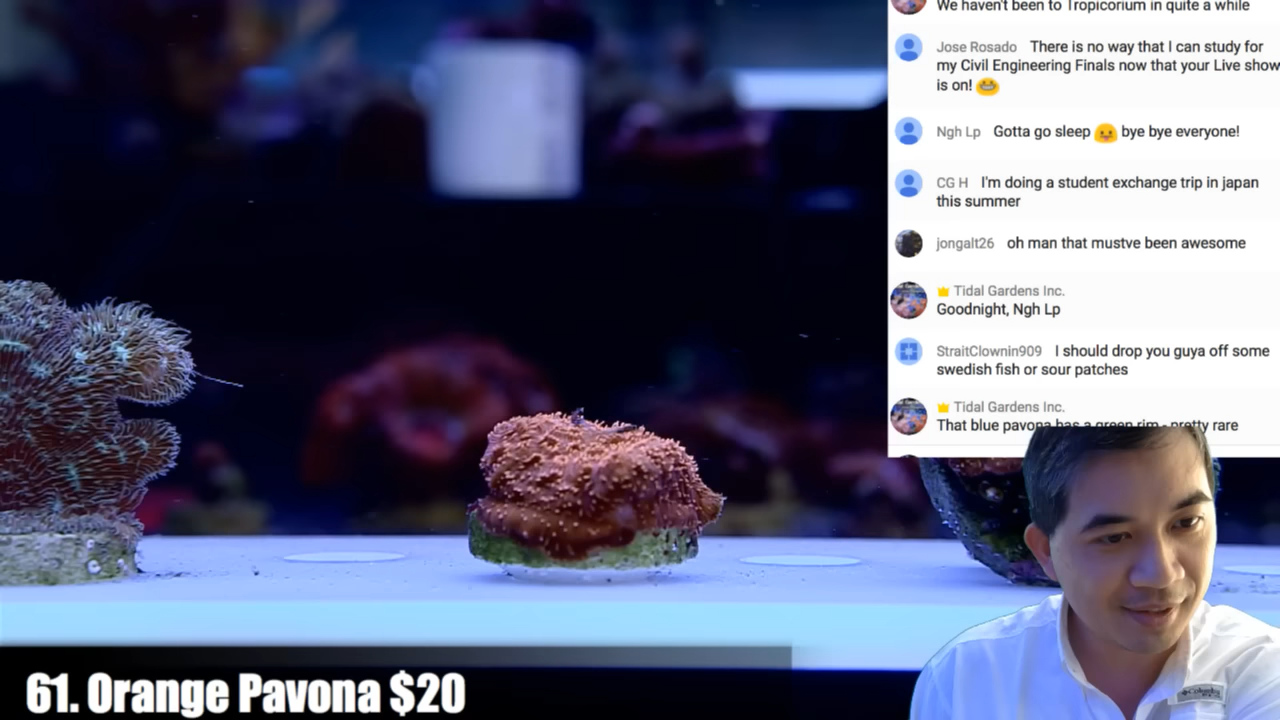 We haven't been to Tropicorium in quite a while
Jose Rosado There is no way that I can study for
my Civil Engineering Finals now that your Live show
is on!
Ngh Lp Gotta go sleep bye bye everyone!
CG H I'm doing a student exchange trip in japan
this summer
jongalt26 oh man that mustve been awesome
Tidal Gardens Inc.
Goodnight, Ngh Lp
StraitClownin909 I should drop you guya off some
swedish fish or sour patches
Tidal Gardens Inc.
That blue pavona has a green rim - pretty rare
Columbia
61. Orange Pavona $20